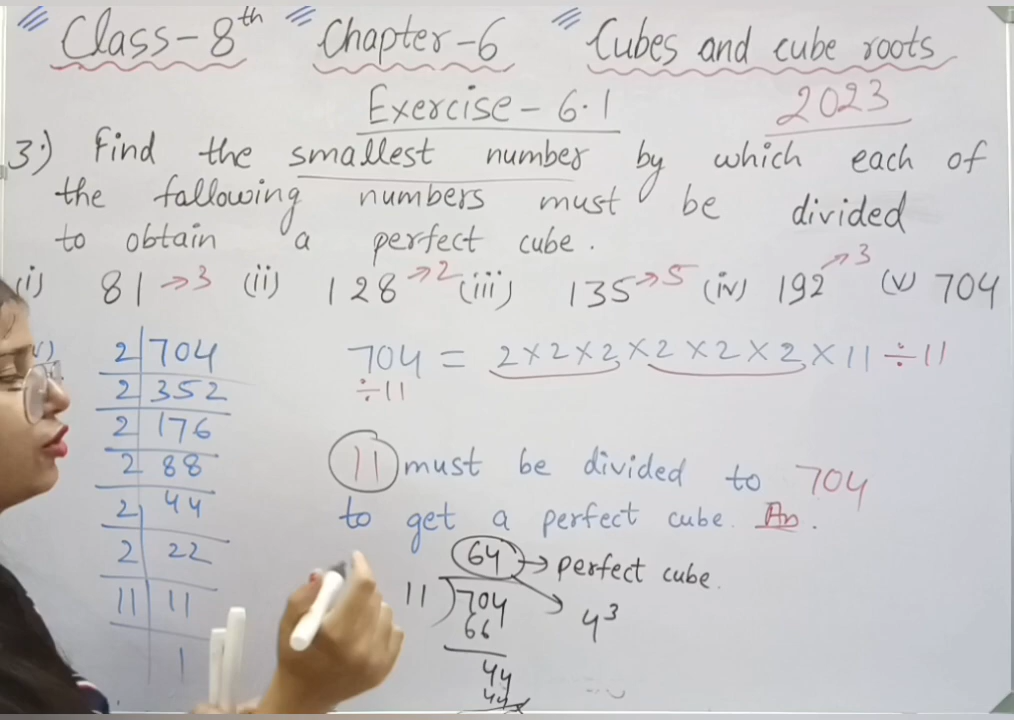 Class-8th Chapter-6 Cubes and cube roots
Exercise-6.1 2023
3.) Find the smallest number by which each of
the following numbers must be divided
to obtain a perfect cube.
(i) 81 →3 (ii) 128 →2 (iii) 135 →5 (iv) 192 →3 (v) 704
v) 2 | 704 704 = 2×2×2×2×2×2×11 ÷11
2 | 352 ÷11
2 | 176
2 | 88 11 must be divided to 704
2 | 44 to get a perfect cube. An.
2 | 22 64 → perfect cube.
11 | 11 11 ) 704 4³
1 66
44
44